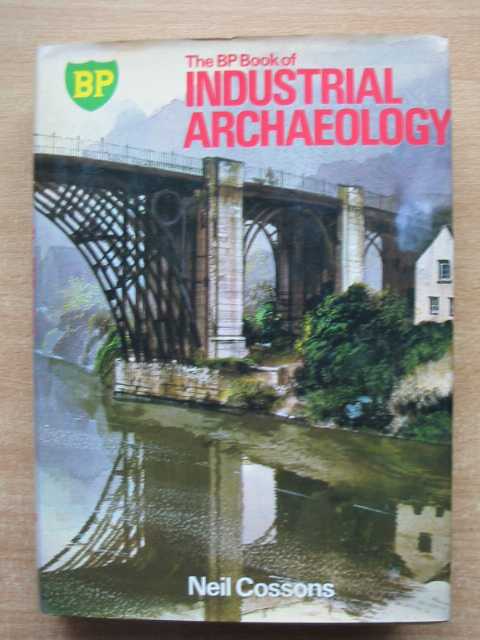 BP
The BP Book of
INDUSTRIAL
ARCHAEOLOGY
Neil Cossons